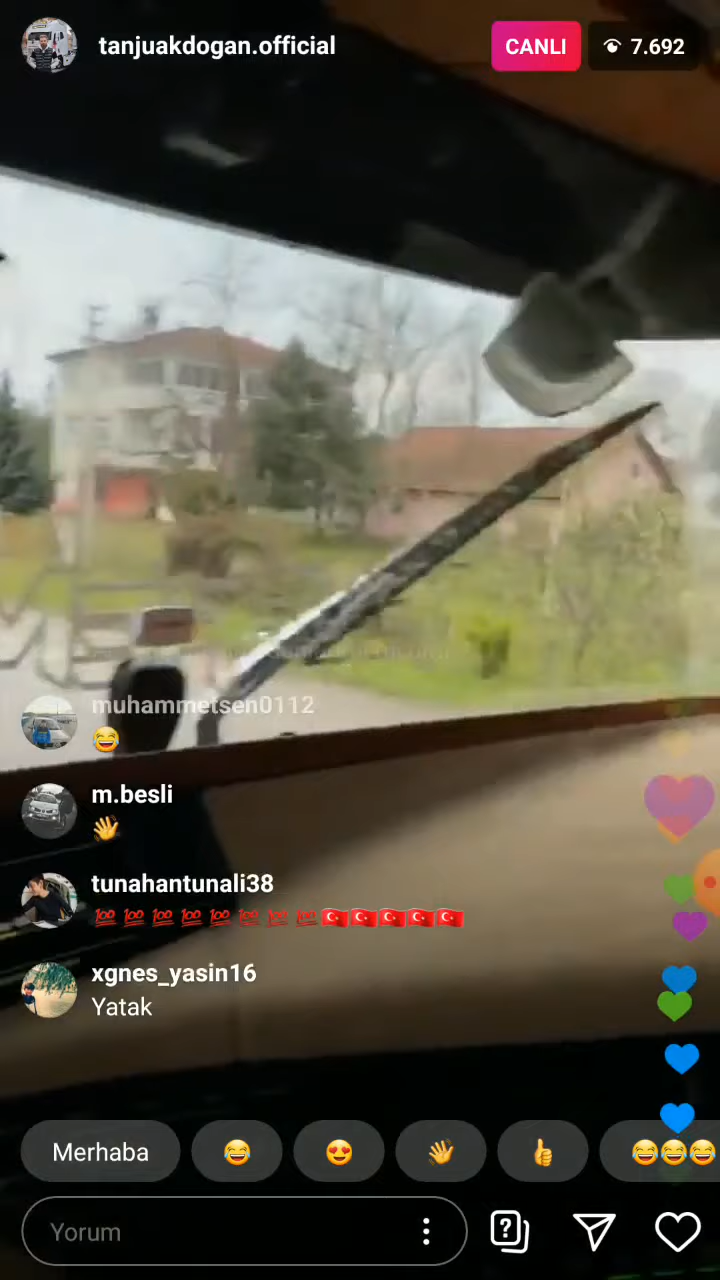 tanjuakdogan.official
CANLI
7.692
muhammetsen0112
😂
m.besli
👋
tunahantunali38
💯💯💯💯💯💯💯💯🇹🇷🇹🇷🇹🇷🇹🇷🇹🇷
xgnes_yasin16
Yatak
Merhaba 😂 😍 👋 👍 😂😂😂
Yorum